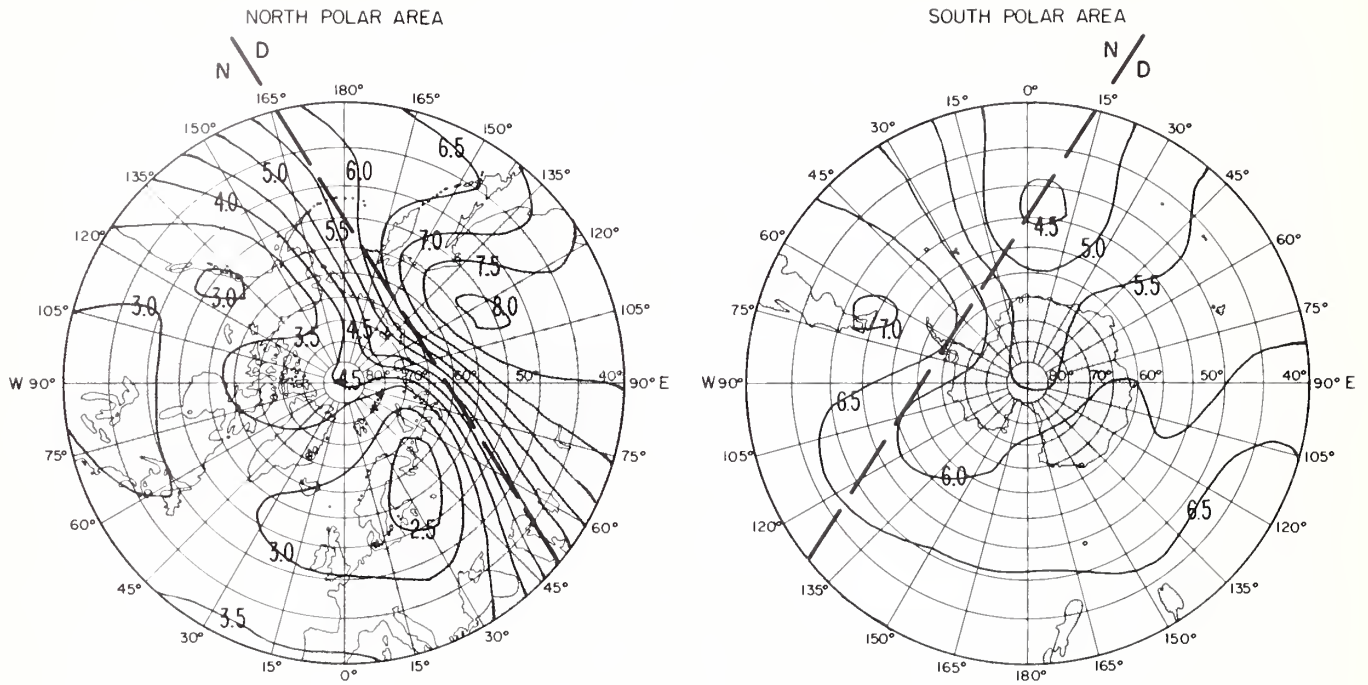 NORTH POLAR AREA
N D
165° 180° 165°
150° 150°
135° 135°
120° 120°
105° 105°
W 90° 90° E
75° 75°
60° 60°
45° 45°
30° 30°
15° 0° 15°
6.5
5.0 6.0
4.0
5.5 7.0
7.5
3.0 3.0 8.0
3.5 4.5
4.5 80° 70° 60° 50°
2.5
3.0
3.5
SOUTH POLAR AREA
N D
15° 0° 15°
30° 30°
45° 45°
60° 60°
75° 75°
W 90° 90° E
105° 105°
120° 120°
135° 135°
150° 150°
165° 180° 165°
4.5
5.0
5.5
7.0
80° 70° 60° 50° 40°
6.5
6.0
6.5